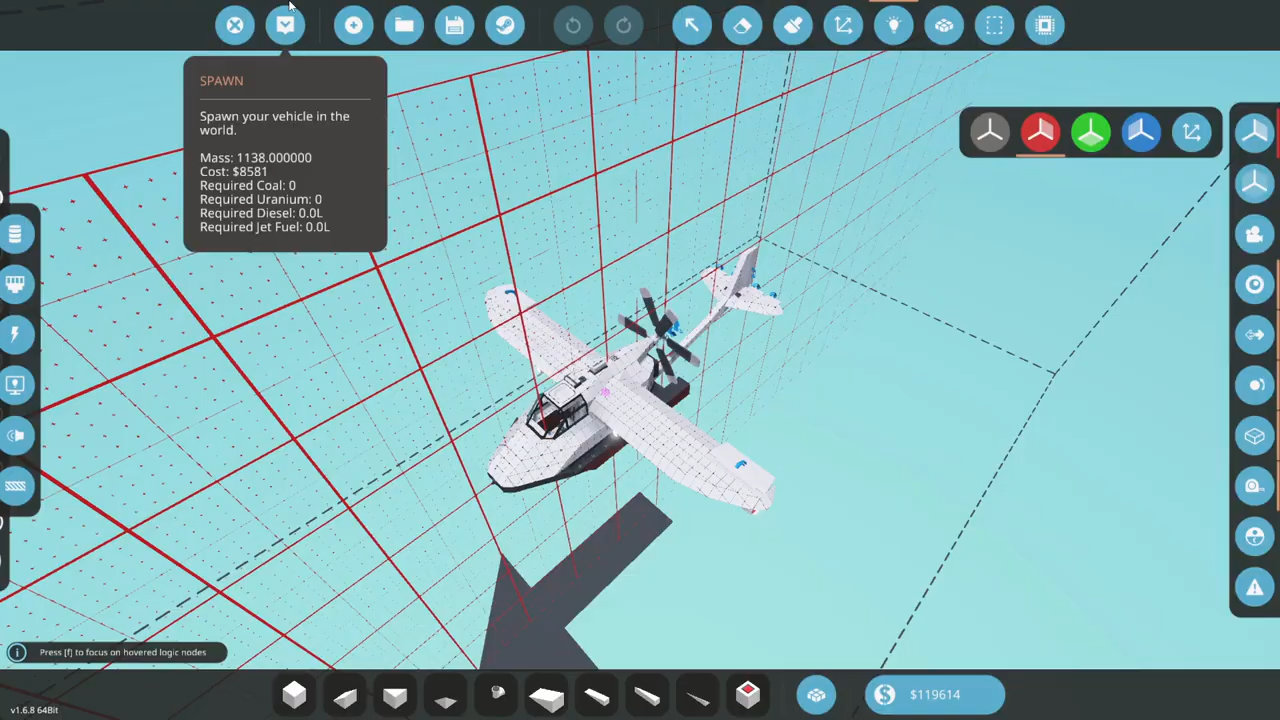 SPAWN
Spawn your vehicle in the
world.
Mass: 1138.000000
Cost: $8581
Required Coal: 0
Required Uranium: 0
Required Diesel: 0.0L
Required Jet Fuel: 0.0L
Press [f] to focus on hovered logic nodes
$119614
v1.6.8 64Bit